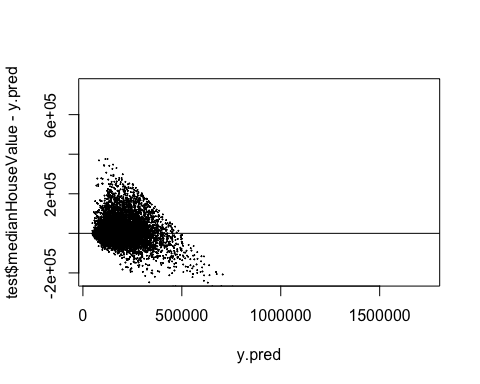 test$medianHouseValue - y.pred
6e+05
2e+05
-2e+05
0
500000
1000000
1500000
y.pred